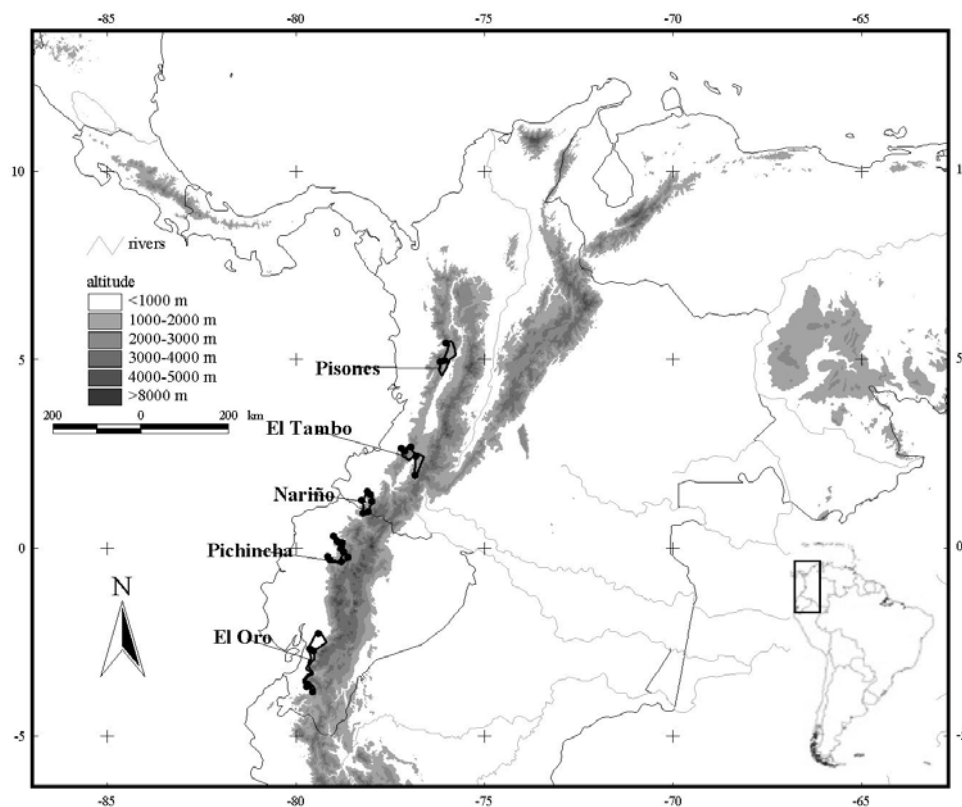 -85 -80 -75 -70 -65
10 1
rivers
altitude
<1000 m
1000-2000 m
2000-3000 m
3000-4000 m
4000-5000 m
>8000 m
200 0 200 km
5 5
Pisones
El Tambo
Nariño
Pichincha
0 0
N
El Oro
-5 -5
-85 -80 -75 -70 -65